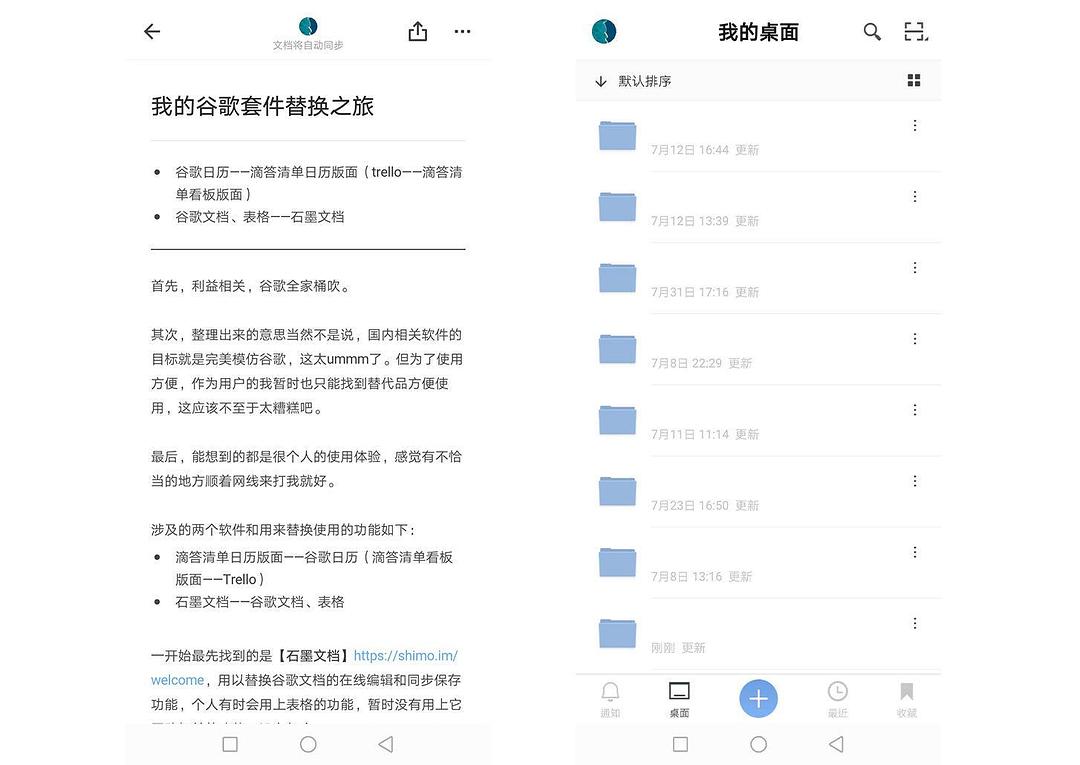 文档将自动同步
我的谷歌套件替换之旅
• 谷歌日历——滴答清单日历版面（trello——滴答清
单看板版面）
• 谷歌文档、表格——石墨文档
首先，利益相关，谷歌全家桶吹。
其次，整理出来的意思当然不是说，国内相关软件的
目标就是完美模仿谷歌，这太ummm了。但为了使用
方便，作为用户的我暂时也只能找到替代品方便使
用，这应该不至于太糟糕吧。
最后，能想到的都是很个人的使用体验，感觉有不恰
当的地方顺着网线来打我就好。
涉及的两个软件和用来替换使用的功能如下：
• 滴答清单日历版面——谷歌日历（滴答清单看板
版面——Trello）
• 石墨文档——谷歌文档、表格
一开始最先找到的是【石墨文档】https://shimo.im/
welcome，用以替换谷歌文档的在线编辑和同步保存
功能，个人有时会用上表格的功能，暂时没有用上它
我的桌面
默认排序
7月12日 16:44 更新
7月12日 13:39 更新
7月31日 17:16 更新
7月8日 22:29 更新
7月11日 11:14 更新
7月23日 16:50 更新
7月8日 13:16 更新
刚刚 更新
通知
桌面
最近
收藏